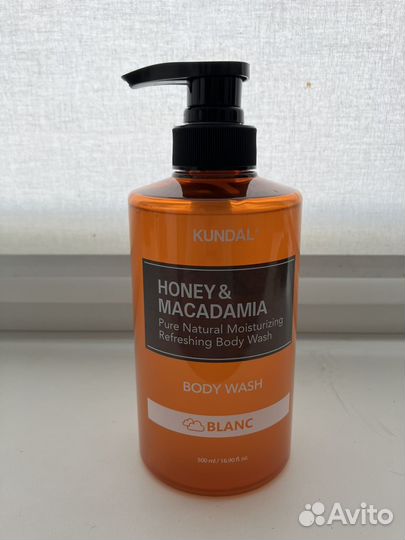 KUNDAL®
HONEY &
MACADAMIA
Pure Natural Moisturizing
Refreshing Body Wash
BODY WASH
BLANC
500 ml / 16.90 fl. oz.
Avito